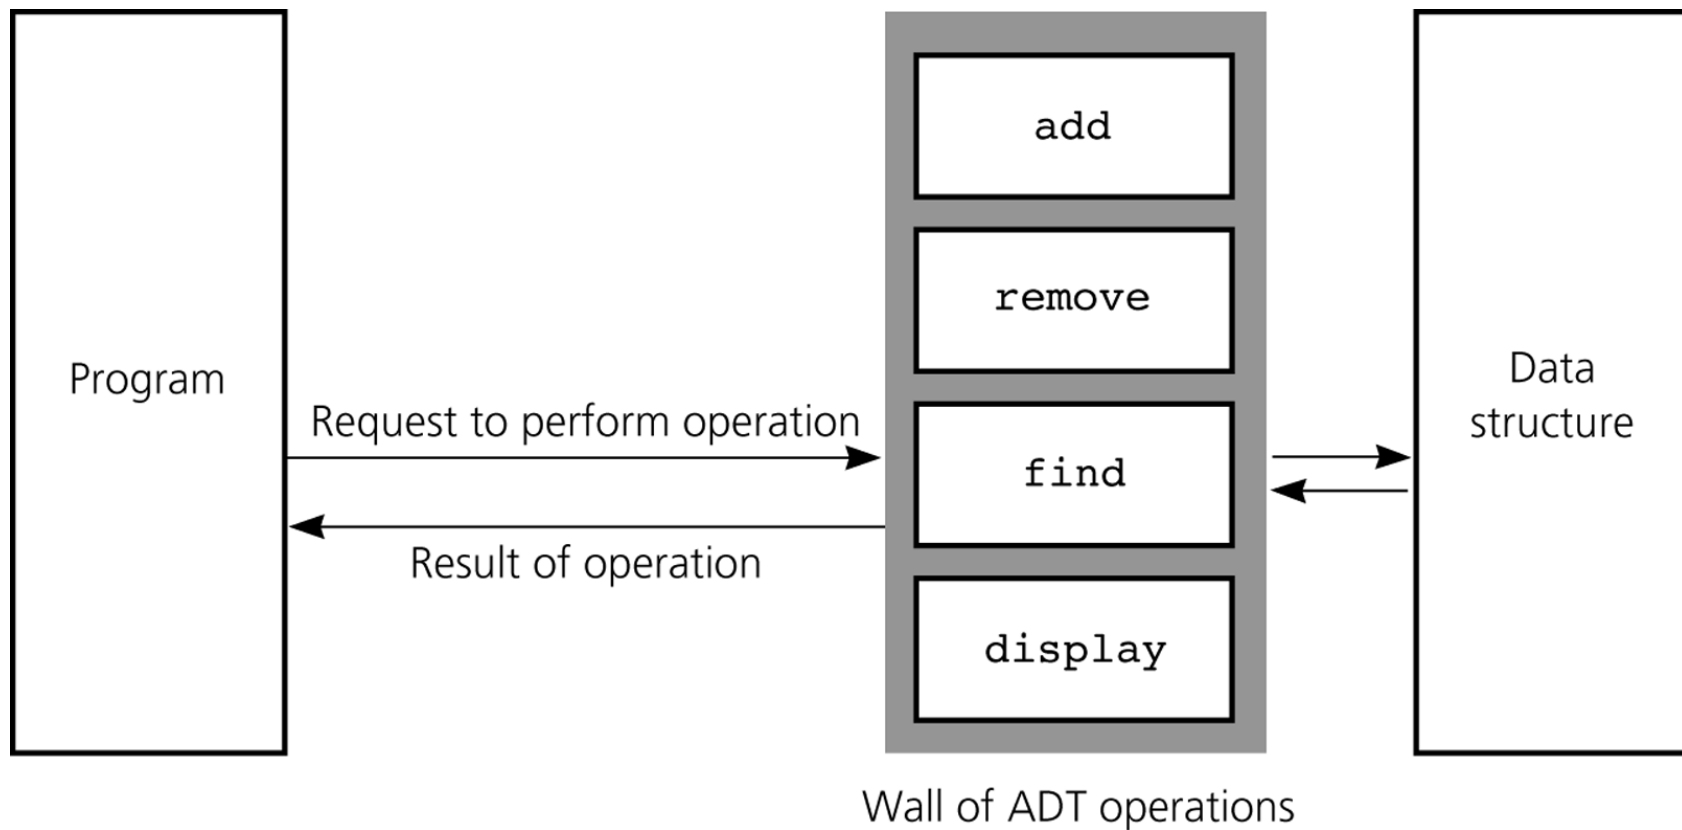 Program
Request to perform operation
Result of operation
add
remove
find
display
Wall of ADT operations
Data
structure